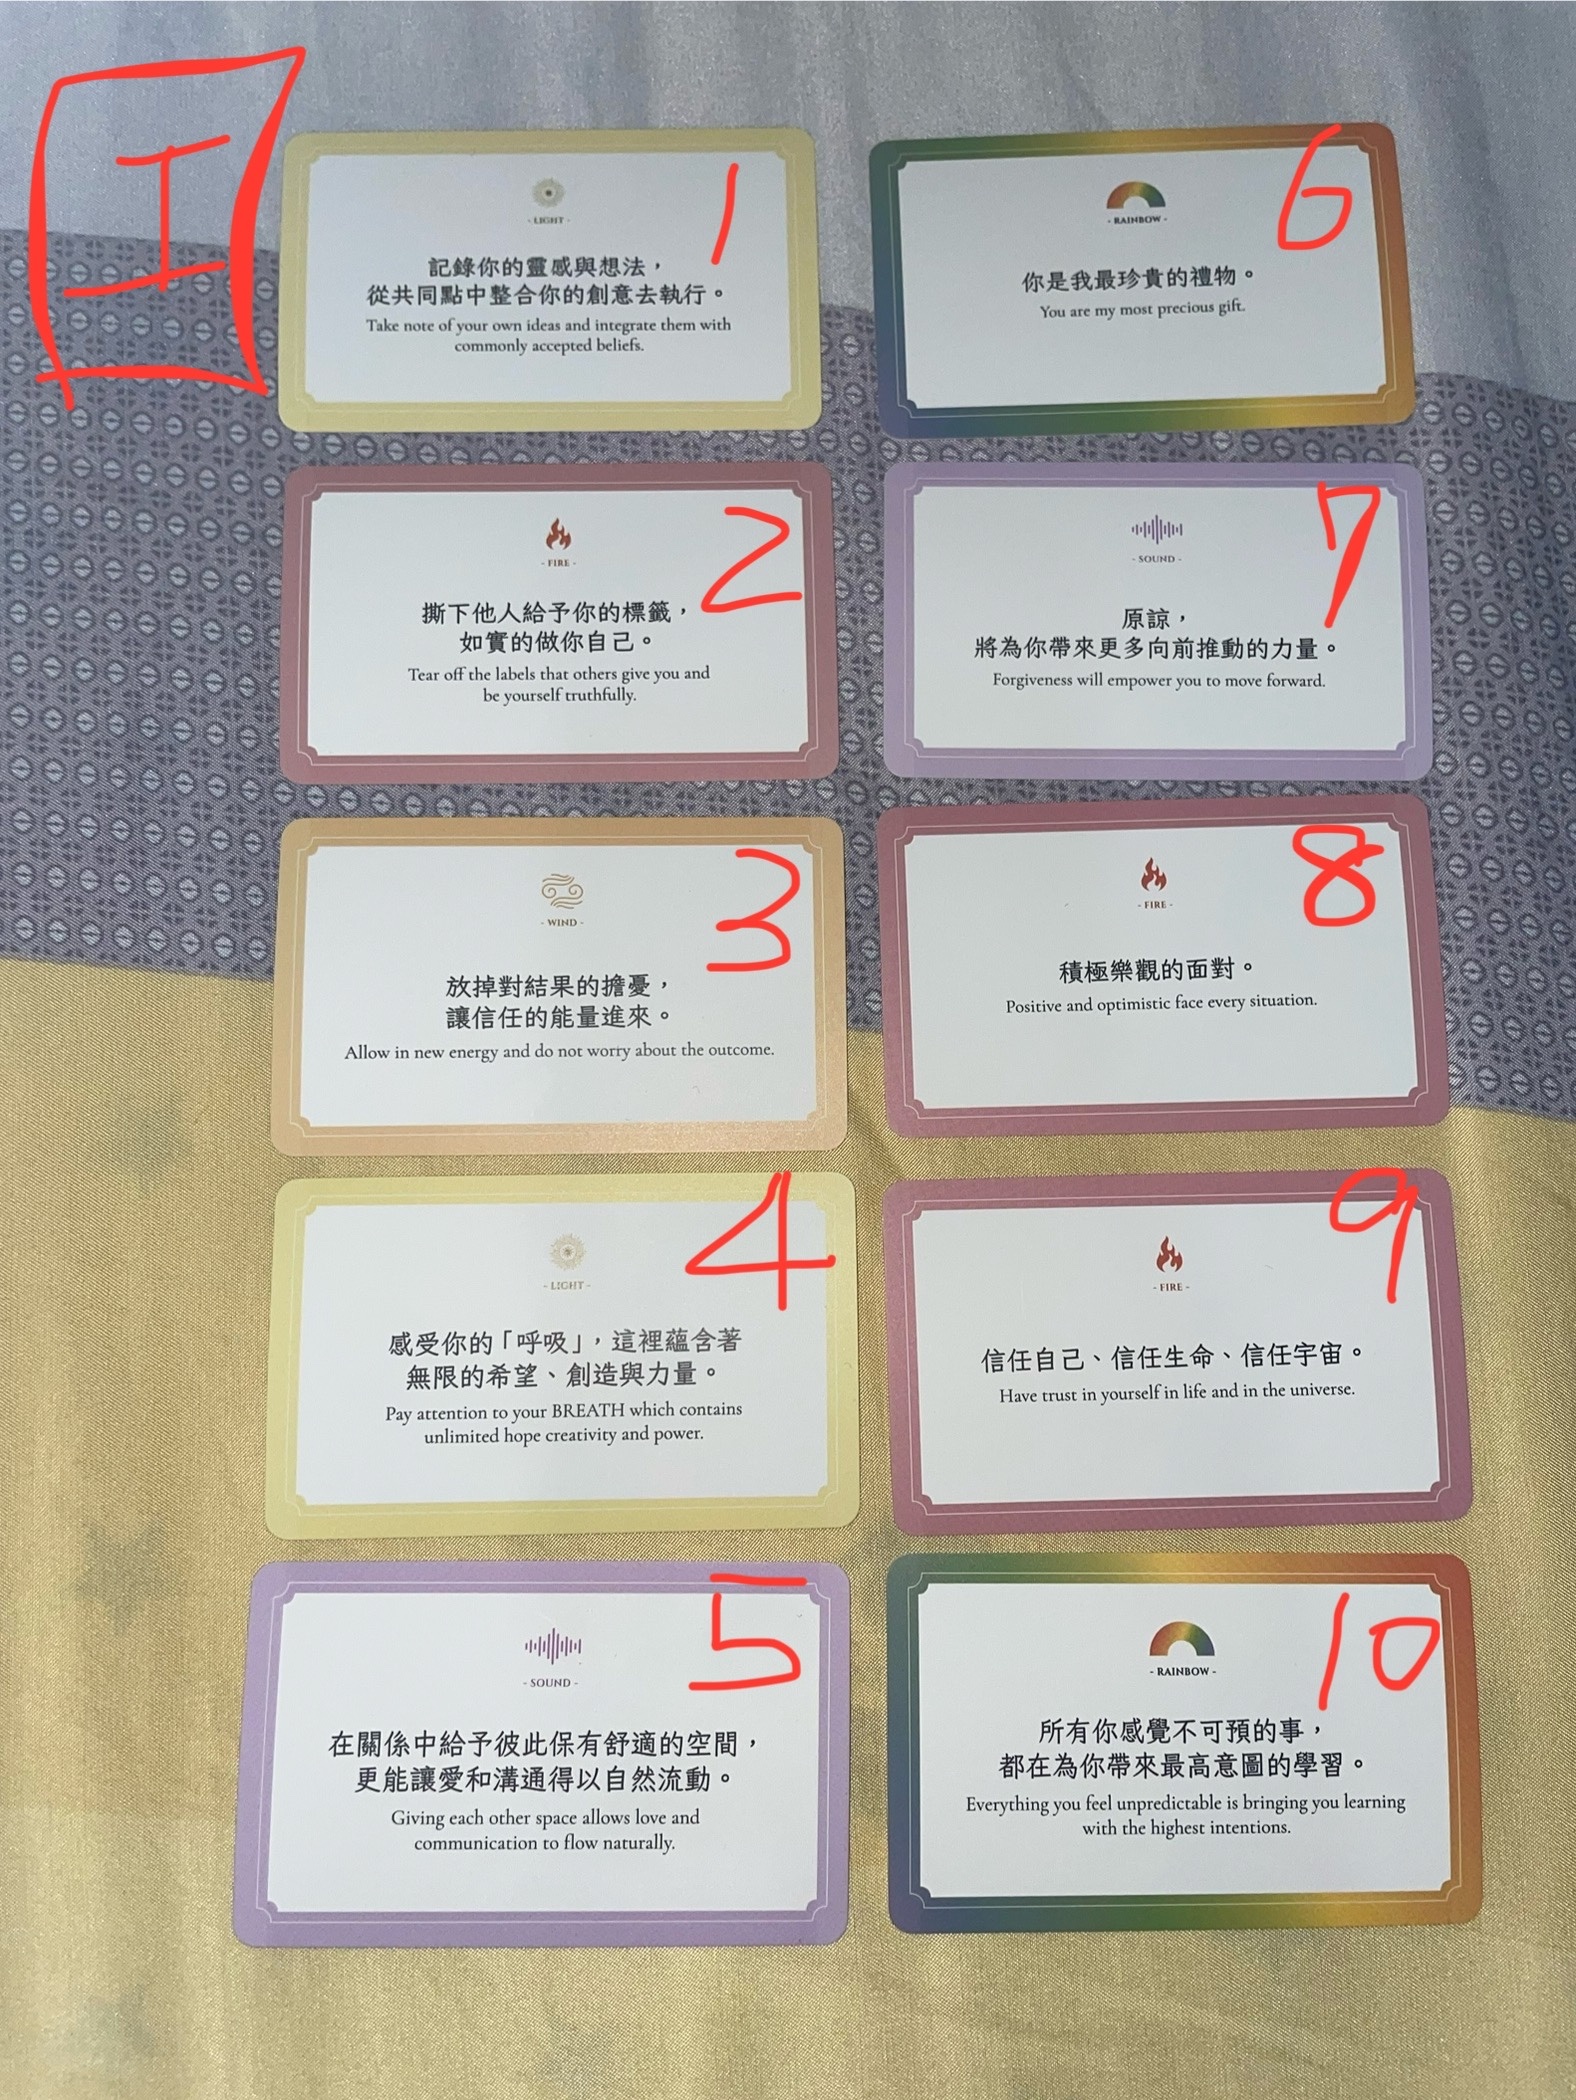 I
1
- LIGHT -
記錄你的靈感與想法，
從共同點中整合你的創意去執行。
Take note of your own ideas and integrate them with
commonly accepted beliefs.
2
- FIRE -
撕下他人給予你的標籤，
如實的做你自己。
Tear off the labels that others give you and
be yourself truthfully.
3
- WIND -
放掉對結果的擔憂，
讓信任的能量進來。
Allow in new energy and do not worry about the outcome.
4
- LIGHT -
感受你的「呼吸」，這裡蘊含著
無限的希望、創造與力量。
Pay attention to your BREATH which contains
unlimited hope creativity and power.
5
- SOUND -
在關係中給予彼此保有舒適的空間，
更能讓愛和溝通得以自然流動。
Giving each other space allows love and
communication to flow naturally.
6
- RAINBOW -
你是我最珍貴的禮物。
You are my most precious gift.
7
- SOUND -
原諒，
將為你帶來更多向前推動的力量。
Forgiveness will empower you to move forward.
8
- FIRE -
積極樂觀的面對。
Positive and optimistic face every situation.
9
- FIRE -
信任自己、信任生命、信任宇宙。
Have trust in yourself in life and in the universe.
10
- RAINBOW -
所有你感覺不可預的事，
都在為你帶來最高意圖的學習。
Everything you feel unpredictable is bringing you learning
with the highest intentions.